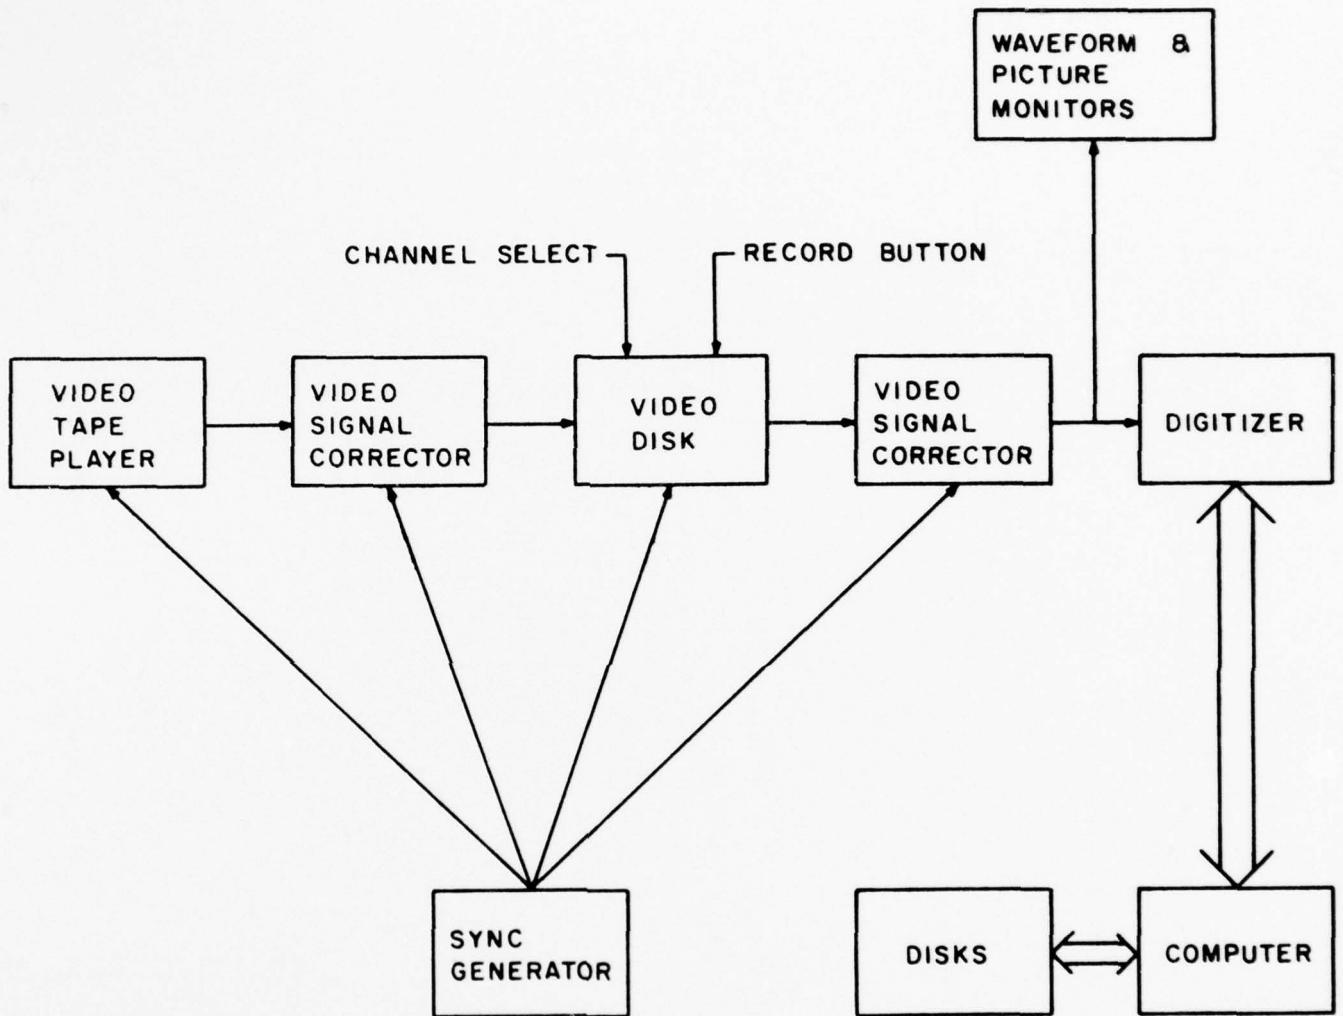 WAVEFORM &
PICTURE
MONITORS
CHANNEL SELECT
RECORD BUTTON
VIDEO
TAPE
PLAYER
VIDEO
SIGNAL
CORRECTOR
VIDEO
DISK
VIDEO
SIGNAL
CORRECTOR
DIGITIZER
SYNC
GENERATOR
DISKS
COMPUTER